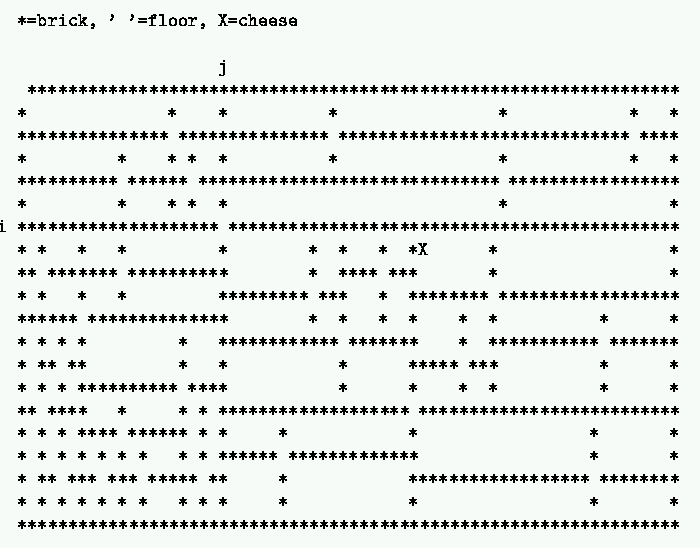 *=brick, ' '=floor, X=cheese
                      j
   *****************************************************************
  *              *    *          *                *            *   *
  *************** *************** ***************************** ****
  *         *    * *  *          *                *            *   *
  ********** ****** ****************************** *****************
  *         *    * *  *                           *                *
i ******************** *********************************************
  * *   *   *         *        *  *   *  *X      *                 *
  ** ******* **********        *  **** ***       *                 *
  * *   *   *         ********* ***   *  ******** ******************
  ****** **************        *  *   *  *    *  *          *      *
  * * * *         *   ************ *******    *  *********** *******
  * ** **         *   *           *      ***** ***          *      *
  * * * ********** ****           *      *    *  *          *      *
  ** ****   *     * * ******************* **************************
  * * * **** ****** * *     *            *                 *       *
  * * * * * * *   * * ****** *************                 *       *
  * ** *** *** ***** **     *            ****************** ********
  * * * * * * *   * * *     *            *                 *       *
  ******************************************************************